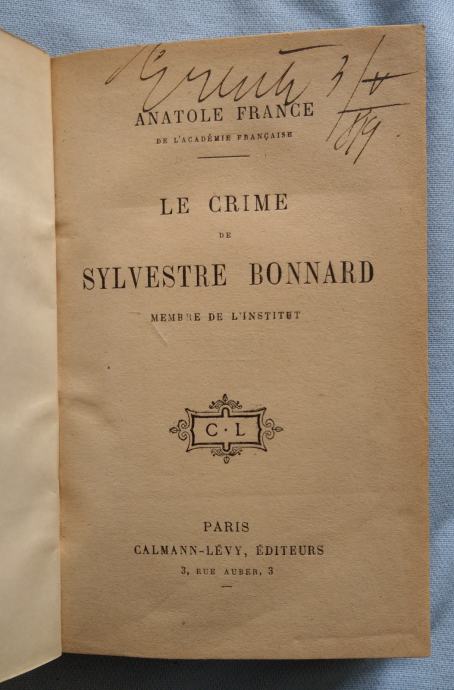 3/V
ANATOLE FRANCE
DE L'ACADÉMIE FRANÇAISE
LE CRIME
DE
SYLVESTRE BONNARD
MEMBRE DE L'INSTITUT
C·L
PARIS
CALMANN-LÉVY, ÉDITEURS
3, RUE AUBER, 3